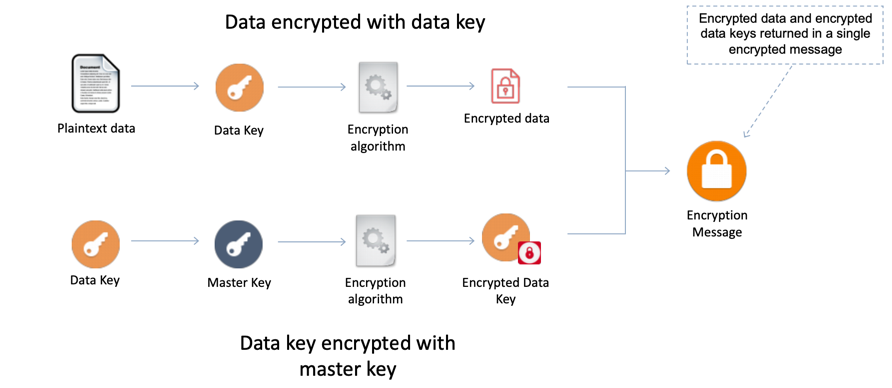 Data encrypted with data key
Encrypted data and encrypted
data keys returned in a single
encrypted message
Document
Plaintext data
Data Key
Encryption
algorithm
Encrypted data
Encryption
Message
Data Key
Master Key
Encryption
algorithm
Encrypted Data
Key
Data key encrypted with
master key